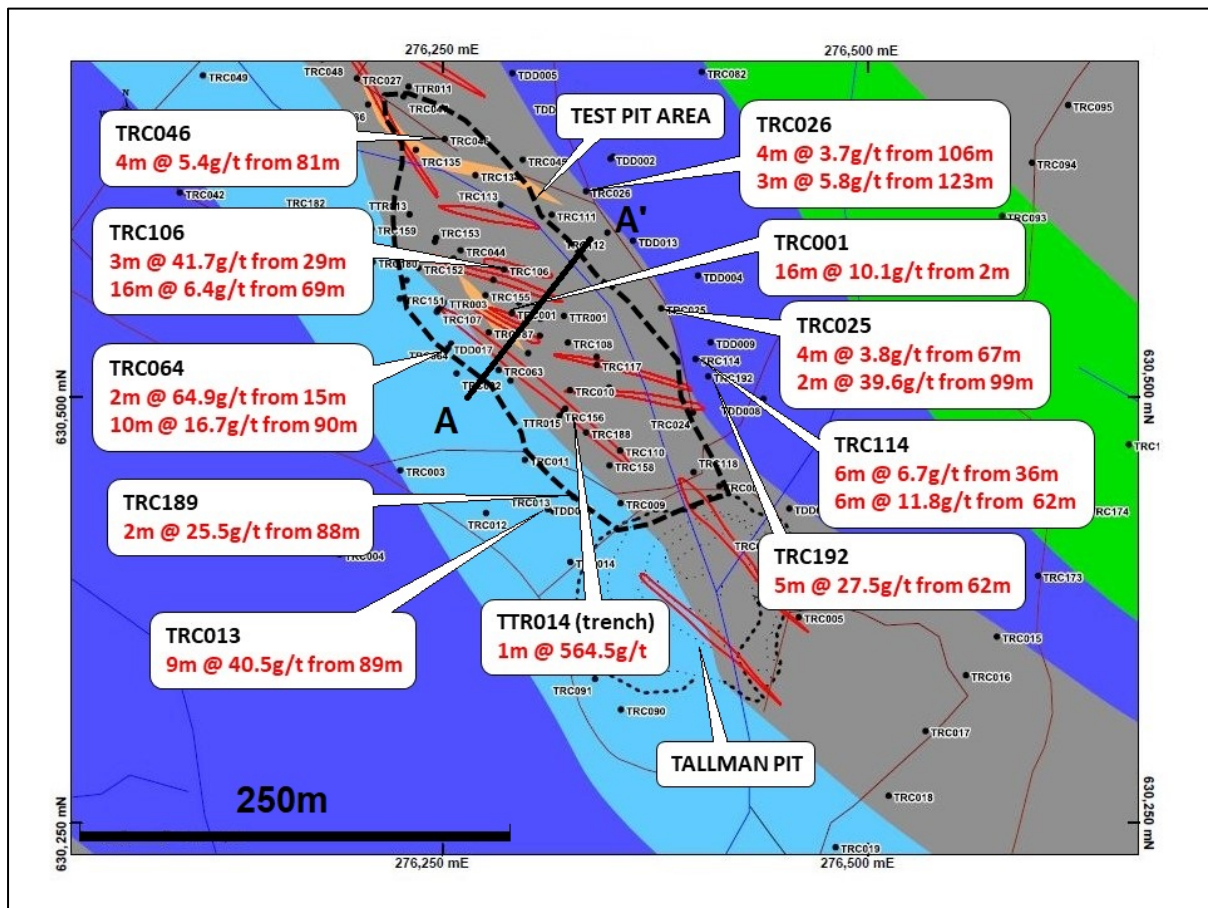 276,250 mE
276,500 mE
TRC049
TRC048
TRC027
TTR011
TDD005
TRC082
TRC095
N
TEST PIT AREA
TRC046
4m @ 5.4g/t from 81m
TRC026
4m @ 3.7g/t from 106m
3m @ 5.8g/t from 123m
TRC135
TRC045
TDD002
TRC094
TRC134
TRC042
TRC182
TRC113
TRC026
TRC111
TRC093
A'
TRC159
TRC153
TRC112
TDD013
TRC106
3m @ 41.7g/t from 29m
16m @ 6.4g/t from 69m
TRC044
TRC152
TRC106
TDD004
TRC001
16m @ 10.1g/t from 2m
TRC151
TTR003
TRC155
TRC107
TRC001
TTR001
TRC025
TRC025
4m @ 3.8g/t from 67m
2m @ 39.6g/t from 99m
TDD017
TRC108
TDD009
TRC114
TRC117
TRC192
TRC064
2m @ 64.9g/t from 15m
10m @ 16.7g/t from 90m
TRC063
TRC010
TDD008
630,500 mN
630,500 mN
A
TTR015
TRC156
TRC024
TRC188
TRC114
6m @ 6.7g/t from 36m
6m @ 11.8g/t from 62m
TRC110
TRC158
TRC003
TRC011
TRC118
TRC189
2m @ 25.5g/t from 88m
TRC013
TRC012
TRC009
TRC174
TRC192
5m @ 27.5g/t from 62m
TRC173
TRC013
9m @ 40.5g/t from 89m
TTR014 (trench)
1m @ 564.5g/t
TRC005
TRC015
TRC091
TRC016
TRC090
TRC017
TALLMAN PIT
250m
TRC018
630,250 mN
630,250 mN
TRC019
276,250 mE
276,500 mE